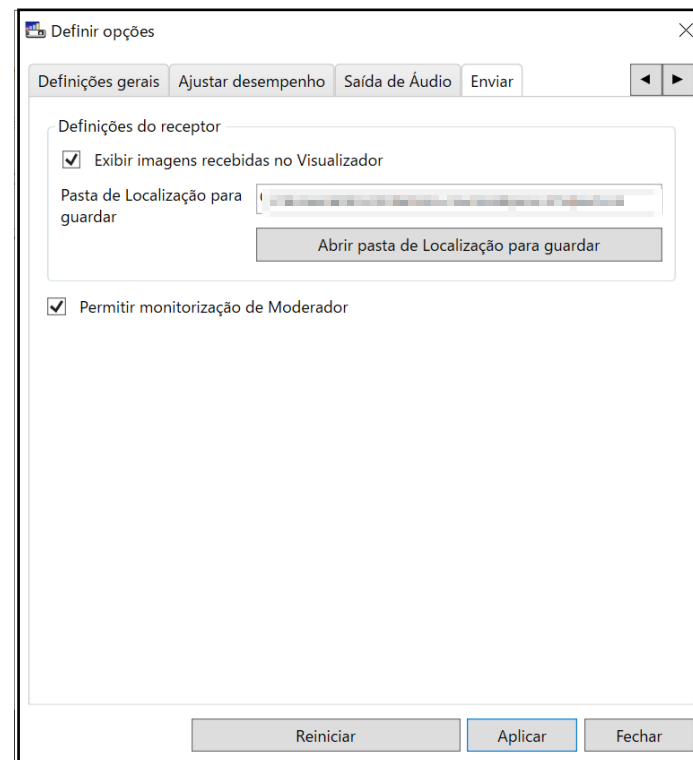 Definir opções
Definições gerais Ajustar desempenho Saída de Áudio Enviar
Definições do receptor
Exibir imagens recebidas no Visualizador
Pasta de Localização para
guardar
Abrir pasta de Localização para guardar
Permitir monitorização de Moderador
Reiniciar Aplicar Fechar